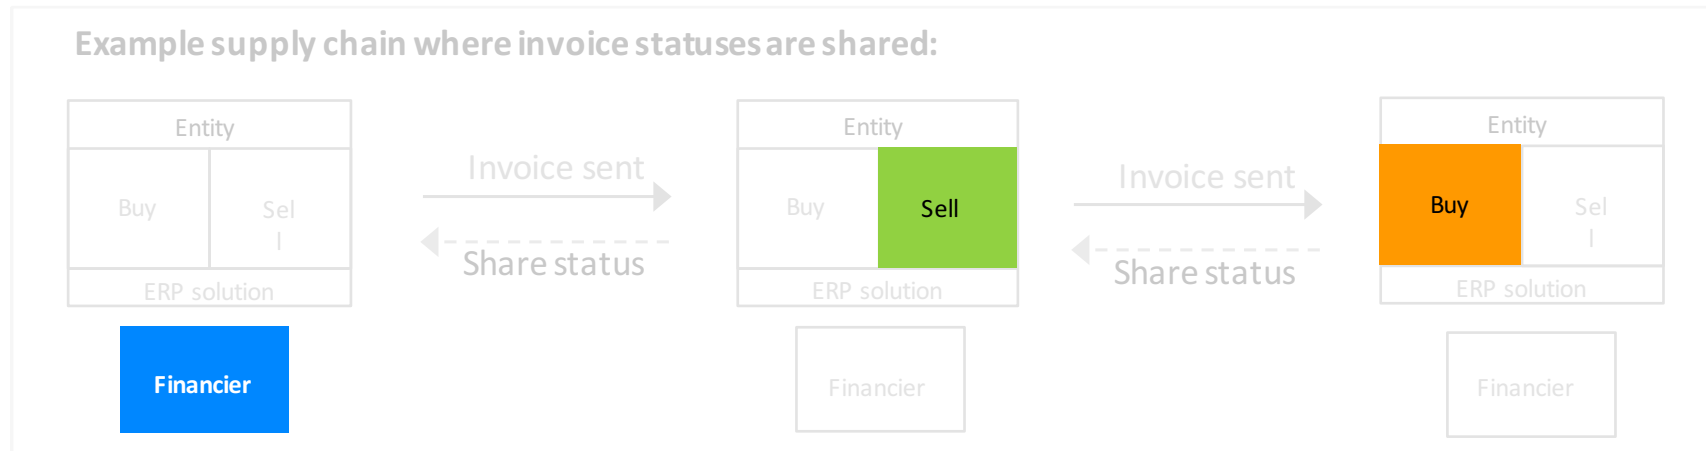 Example supply chain where invoice statuses are shared:
Entity
Entity
Entity
Invoice sent
Invoice sent
Buy
Sel
l
Buy
Sell
Buy
Sel
l
Share status
Share status
ERP solution
ERP solution
ERP solution
Financier
Financier
Financier